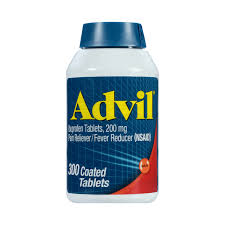 Advil
Ibuprofen Tablets, 200 mg
Pain Reliever/Fever Reducer (NSAID)
300 Coated
Tablets